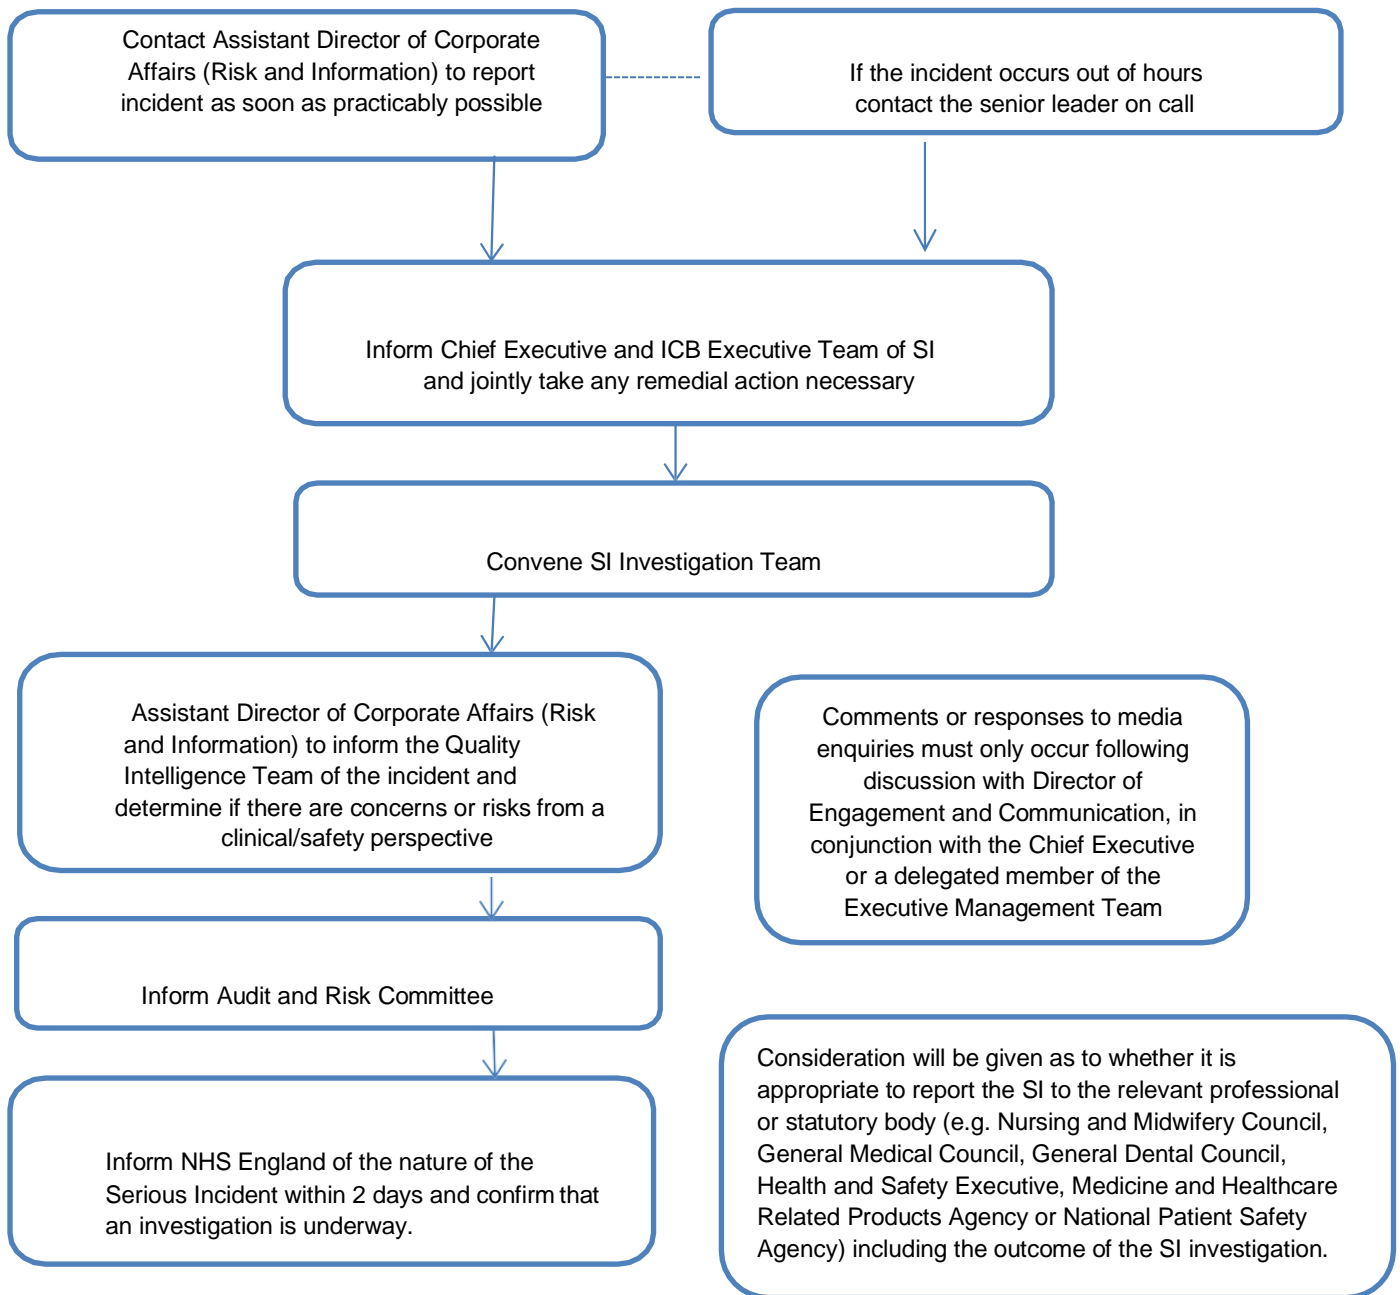 Contact Assistant Director of Corporate
Affairs (Risk and Information) to report
incident as soon as practicably possible
If the incident occurs out of hours
contact the senior leader on call
Inform Chief Executive and ICB Executive Team of SI
and jointly take any remedial action necessary
Convene SI Investigation Team
Assistant Director of Corporate Affairs (Risk
and Information) to inform the Quality
Intelligence Team of the incident and
determine if there are concerns or risks from a
clinical/safety perspective
Comments or responses to media
enquiries must only occur following
discussion with Director of
Engagement and Communication, in
conjunction with the Chief Executive
or a delegated member of the
Executive Management Team
Inform Audit and Risk Committee
Inform NHS England of the nature of the
Serious Incident within 2 days and confirm that
an investigation is underway.
Consideration will be given as to whether it is
appropriate to report the SI to the relevant professional
or statutory body (e.g. Nursing and Midwifery Council,
General Medical Council, General Dental Council,
Health and Safety Executive, Medicine and Healthcare
Related Products Agency or National Patient Safety
Agency) including the outcome of the SI investigation.